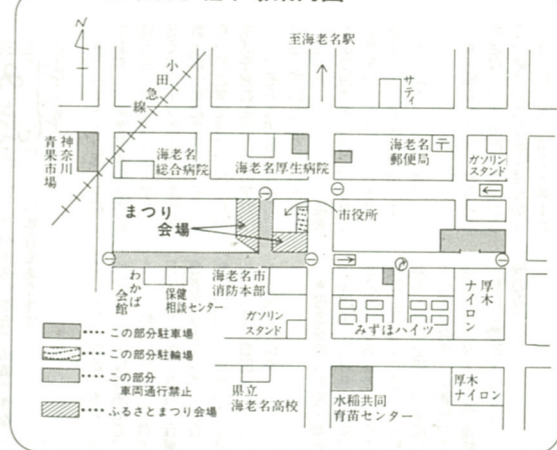 N
至海老名駅
小田急線
サティ
神奈川
青果市場
海老名
総合病院
海老名厚生病院
海老名
郵便局
〒
ガソリン
スタンド
まつり
会場
市役所
わかば
会館
保健
相談センター
海老名市
消防本部
ガソリン
スタンド
みずほハイツ
厚木
ナイロン
県立
海老名高校
水稲共同
育苗センター
厚木
ナイロン
・・・・この部分駐車場
・・・・この部分駐輪場
・・・・この部分
車両通行禁止
・・・・ふるさとまつり会場